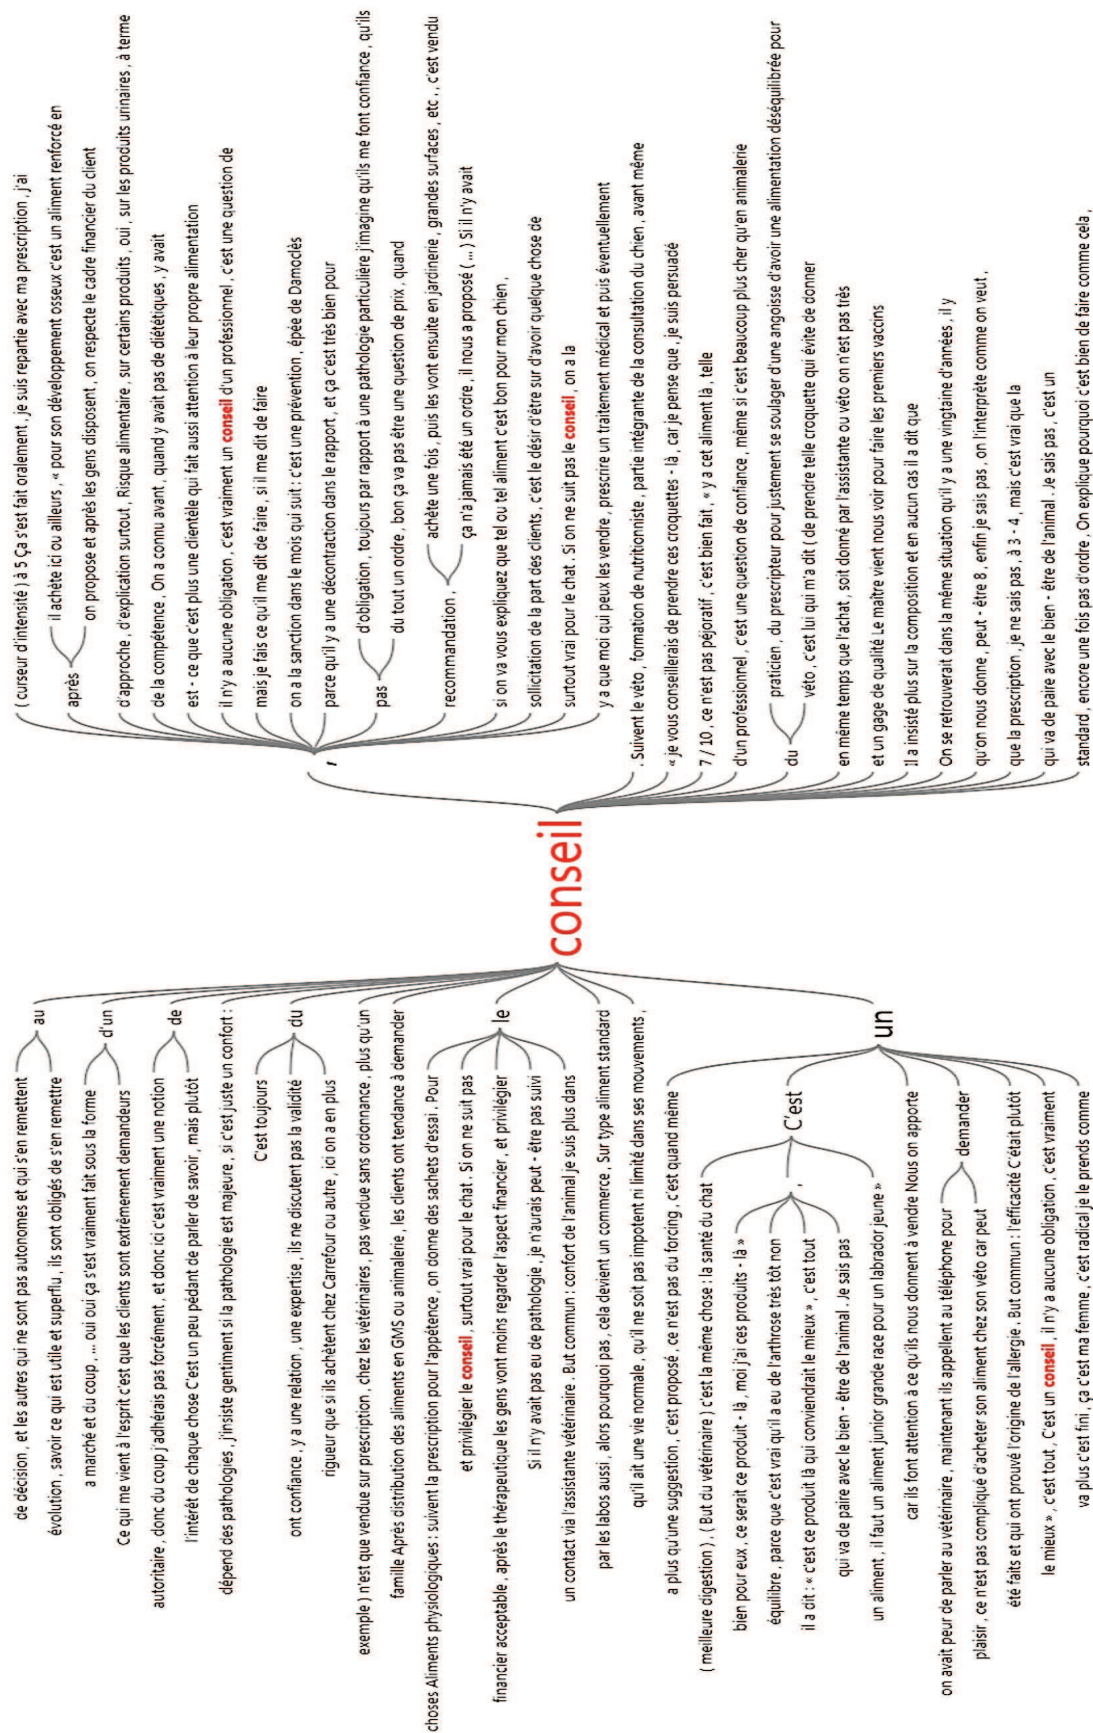 de décision , et les autres qui ne sont pas autonomes et qui s'en remettent
évolution , savoir ce qui est utile et superflu , ils sont obligés de s'en remettre
au
a marché et du coup , ... oui oui ça s'est vraiment fait sous la forme
Ce qui me vient à l'esprit c'est que les clients sont extrêmement demandeurs
d'un
autoritaire , donc du coup j'adhérais pas forcément , et donc ici c'est vraiment une notion
l'intérêt de chaque chose C'est un peu pédant de parler de savoir , mais plutôt
de
dépend des pathologies , j'insiste gentiment si la pathologie est majeure , si c'est juste un confort :
C'est toujours
ont confiance , y a une relation , une expertise , ils ne discutent pas la validité
rigueur que si ils achètent chez Carrefour ou autre , ici on a en plus
du
exemple ) n'est que vendue sur prescription , chez les vétérinaires , pas vendue sans ordonnance , plus qu'un
famille Après distribution des aliments en GMS ou animalerie , les clients ont tendance à demander
choses Aliments physiologiques : suivent la prescription pour l'appétence , on donne des sachets d'essai . Pour
et privilégier le conseil , surtout vrai pour le chat . Si on ne suit pas
financier acceptable , après le thérapeutique les gens vont moins regarder l'aspect financier , et privilégier
Si il n'y avait pas eu de pathologie , je n'aurais peut - être pas suivi
un contact via l'assistante vétérinaire . But commun : confort de l'animal je suis plus dans
le
par les labos aussi , alors pourquoi pas , cela devient un commerce , Sur type aliment standard
qu'il ait une vie normale , qu'il ne soit pas impotent ni limité dans ses mouvements ,
a plus qu'une suggestion , c'est proposé , ce n'est pas du forcing , c'est quand même
( meilleure digestion ) , ( But du vétérinaire ) c'est la même chose : la santé du chat
bien pour eux , ce serait ce produit - là , moi j'ai ces produits - là »
équilibre , parce que c'est vrai qu'il a eu de l'arthrose très tôt non
il a dit : « c'est ce produit là qui conviendrait le mieux » , c'est tout
,
qui va de paire avec le bien - être de l'animal . Je sais pas
un aliment , il faut un aliment junior grande race pour un labrador jeune »
C'est
car ils font attention à ce qu'ils nous donnent à vendre Nous on apporte
on avait peur de parler au vétérinaire , maintenant ils appellent au téléphone pour
plaisir , ce n'est pas compliqué d'acheter son aliment chez son véto car peut
demander
été faits et qui ont prouvé l'origine de l'allergie . But commun : l'efficacité C'était plutôt
le mieux » , c'est tout , C'est un conseil , il n'y a aucune obligation , c'est vraiment
va plus c'est fini , ça c'est ma femme , c'est radical je le prends comme
un
conseil
,
( curseur d'intensité ) à 5 Ça s'est fait oralement , je suis repartie avec ma prescription , j'ai
après
il achète ici ou ailleurs , « pour son développement osseux c'est un aliment renforcé en
on propose et après les gens disposent , on respecte le cadre financier du client
d'approche , d'explication surtout , Risque alimentaire , sur certains produits , oui , sur les produits urinaires , à terme
de la compétence , On a connu avant , quand y avait pas de diététiques , y avait
est - ce que c'est plus une clientèle qui fait aussi attention à leur propre alimentation
il n'y a aucune obligation , c'est vraiment un conseil d'un professionnel , c'est une question de
mais je fais ce qu'il me dit de faire , si il me dit de faire
on a la sanction dans le mois qui suit : c'est une prévention , épée de Damoclès
parce qu'il y a une décontraction dans le rapport , et ça c'est très bien pour
pas
d'obligation , toujours par rapport à une pathologie particulière j'imagine qu'ils me font confiance , qu'ils
du tout un ordre , bon ça va pas être une question de prix , quand
recommandation ,
achète une fois , puis les vont ensuite en jardinerie , grandes surfaces , etc . , c'est vendu
ça n'a jamais été un ordre , il nous a proposé ( ... ) Si il n'y avait
si on va vous expliquez que tel ou tel aliment c'est bon pour mon chien ,
sollicitation de la part des clients , c'est le désir d'être sur d'avoir quelque chose de
surtout vrai pour le chat . Si on ne suit pas le conseil , on a la
y a que moi qui peux les vendre , prescrire un traitement médical et puis éventuellement
. Suivent le véto , formation de nutritionniste , partie intégrante de la consultation du chien , avant même
« je vous conseillerais de prendre ces croquettes - là , car je pense que , je suis persuadé
7 / 10 , ce n'est pas péjoratif , c'est bien fait , « y a cet aliment là , telle
d'un professionnel , c'est une question de confiance , même si c'est beaucoup plus cher qu'en animalerie
du
praticien , du prescripteur pour justement se soulager d'une angoisse d'avoir une alimentation déséquilibrée pour
véto , c'est lui qui m'a dit ( de prendre telle croquette qui évite de donner
en même temps que l'achat , soit donné par l'assistante ou véto on n'est pas très
et un gage de qualité Le maître vient nous voir pour faire les premiers vaccons
Il a insisté plus sur la composition et en aucun cas il a dit que
On se retrouverait dans la même situation qu'il y a une vingtaine d'années , il y
qu'on nous donne , peut - être 8 , enfin je sais pas , on l'interprète comme on veut ,
que la prescription , je ne sais pas , à 3 - 4 , mais c'est vrai que la
qui va de paire avec le bien - être de l'animal . Je sais pas , c'est un
standard , encore une fois pas d'ordre , On explique pourquoi c'est bien de faire comme cela ,